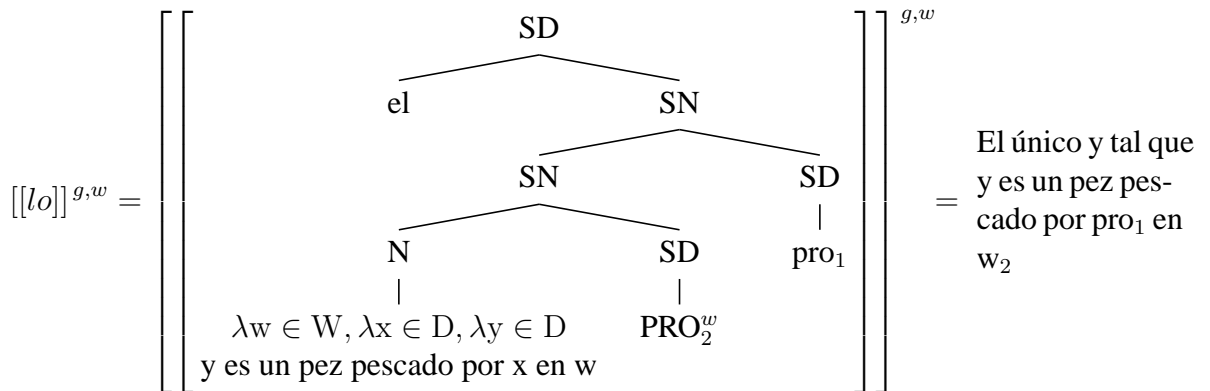 g,w
SD
el SN
SN SD
N SD pro₁
λw ∈ W, λx ∈ D, λy ∈ D PRO₂ʷ
y es un pez pescado por x en w
[[lo]]^{g,w} =
=
El único y tal que
y es un pez pes-
cado por pro₁ en
w₂